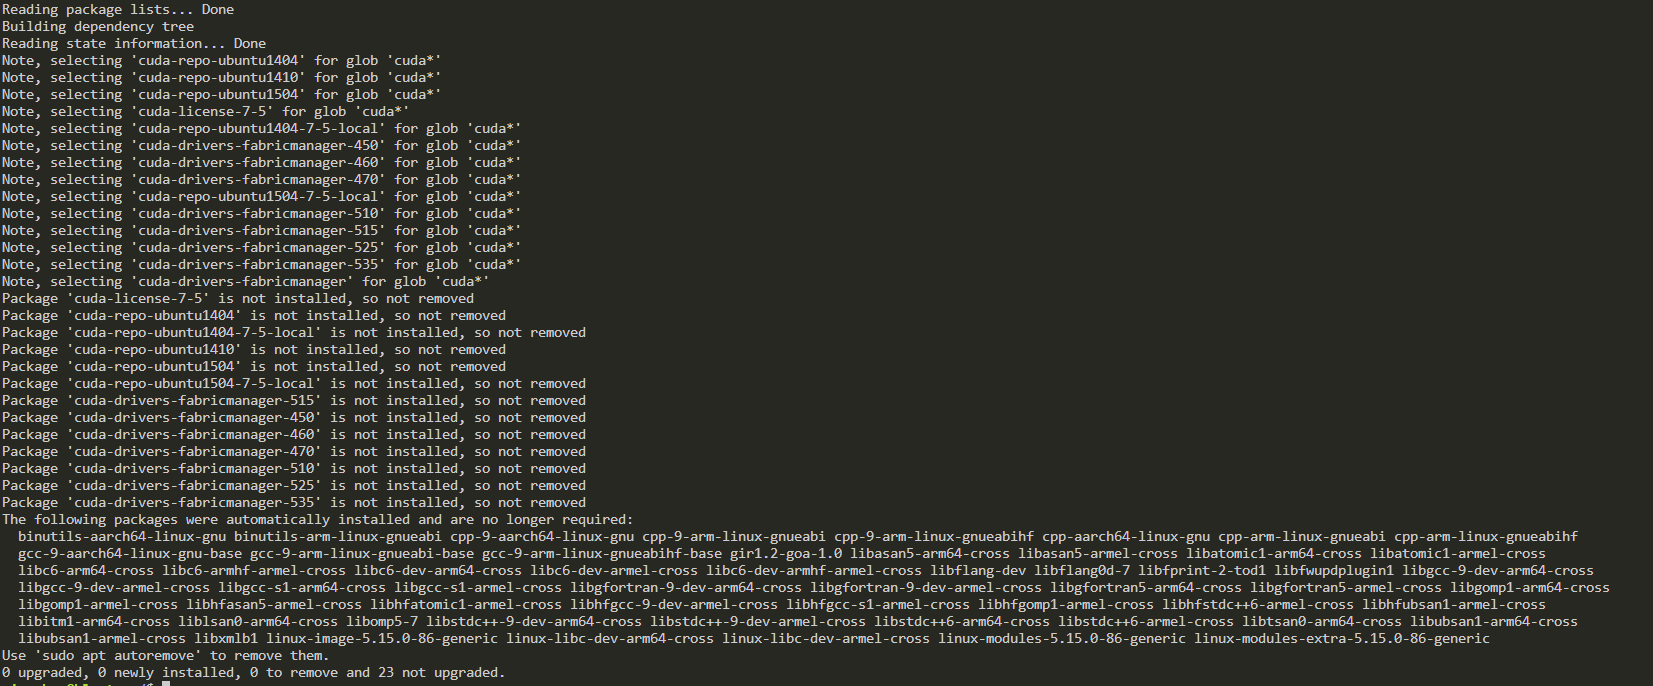 Reading package lists... Done
Building dependency tree
Reading state information... Done
Note, selecting 'cuda-repo-ubuntu1404' for glob 'cuda*'
Note, selecting 'cuda-repo-ubuntu1410' for glob 'cuda*'
Note, selecting 'cuda-repo-ubuntu1504' for glob 'cuda*'
Note, selecting 'cuda-license-7-5' for glob 'cuda*'
Note, selecting 'cuda-repo-ubuntu1404-7-5-local' for glob 'cuda*'
Note, selecting 'cuda-drivers-fabricmanager-450' for glob 'cuda*'
Note, selecting 'cuda-drivers-fabricmanager-460' for glob 'cuda*'
Note, selecting 'cuda-drivers-fabricmanager-470' for glob 'cuda*'
Note, selecting 'cuda-repo-ubuntu1504-7-5-local' for glob 'cuda*'
Note, selecting 'cuda-drivers-fabricmanager-510' for glob 'cuda*'
Note, selecting 'cuda-drivers-fabricmanager-515' for glob 'cuda*'
Note, selecting 'cuda-drivers-fabricmanager-525' for glob 'cuda*'
Note, selecting 'cuda-drivers-fabricmanager-535' for glob 'cuda*'
Note, selecting 'cuda-drivers-fabricmanager' for glob 'cuda*'
Package 'cuda-license-7-5' is not installed, so not removed
Package 'cuda-repo-ubuntu1404' is not installed, so not removed
Package 'cuda-repo-ubuntu1404-7-5-local' is not installed, so not removed
Package 'cuda-repo-ubuntu1410' is not installed, so not removed
Package 'cuda-repo-ubuntu1504' is not installed, so not removed
Package 'cuda-repo-ubuntu1504-7-5-local' is not installed, so not removed
Package 'cuda-drivers-fabricmanager-515' is not installed, so not removed
Package 'cuda-drivers-fabricmanager-450' is not installed, so not removed
Package 'cuda-drivers-fabricmanager-460' is not installed, so not removed
Package 'cuda-drivers-fabricmanager-470' is not installed, so not removed
Package 'cuda-drivers-fabricmanager-510' is not installed, so not removed
Package 'cuda-drivers-fabricmanager-525' is not installed, so not removed
Package 'cuda-drivers-fabricmanager-535' is not installed, so not removed
The following packages were automatically installed and are no longer required:
binutils-aarch64-linux-gnu binutils-arm-linux-gnueabi cpp-9-aarch64-linux-gnu cpp-9-arm-linux-gnueabi cpp-9-arm-linux-gnueabihf cpp-aarch64-linux-gnu cpp-arm-linux-gnueabi cpp-arm-linux-gnueabihf
gcc-9-aarch64-linux-gnu-base gcc-9-arm-linux-gnueabi-base gcc-9-arm-linux-gnueabihf-base gir1.2-goa-1.0 libasan5-arm64-cross libasan5-armel-cross libatomic1-arm64-cross libatomic1-armel-cross
libc6-arm64-cross libc6-armhf-armel-cross libc6-dev-arm64-cross libc6-dev-armel-cross libc6-dev-armhf-armel-cross libflang-dev libflang0d-7 libfprint-2-tod1 libfwupdplugin1 libgcc-9-dev-arm64-cross
libgcc-9-dev-armel-cross libgcc-s1-arm64-cross libgcc-s1-armel-cross libgfortran-9-dev-arm64-cross libgfortran-9-dev-armel-cross libgfortran5-arm64-cross libgfortran5-armel-cross libgomp1-arm64-cross
libgomp1-armel-cross libhfasan5-armel-cross libhfatomic1-armel-cross libhfgcc-9-dev-armel-cross libhfgcc-s1-armel-cross libhfgomp1-armel-cross libhfstdc++6-armel-cross libhfubsan1-armel-cross
libitm1-arm64-cross liblsan0-arm64-cross libomp5-7 libstdc++-9-dev-arm64-cross libstdc++-9-dev-armel-cross libstdc++6-arm64-cross libstdc++6-armel-cross libtsan0-arm64-cross libubsan1-arm64-cross
libubsan1-armel-cross libxmlb1 linux-image-5.15.0-86-generic linux-libc-dev-arm64-cross linux-libc-dev-armel-cross linux-modules-5.15.0-86-generic linux-modules-extra-5.15.0-86-generic
Use 'sudo apt autoremove' to remove them.
0 upgraded, 0 newly installed, 0 to remove and 23 not upgraded.